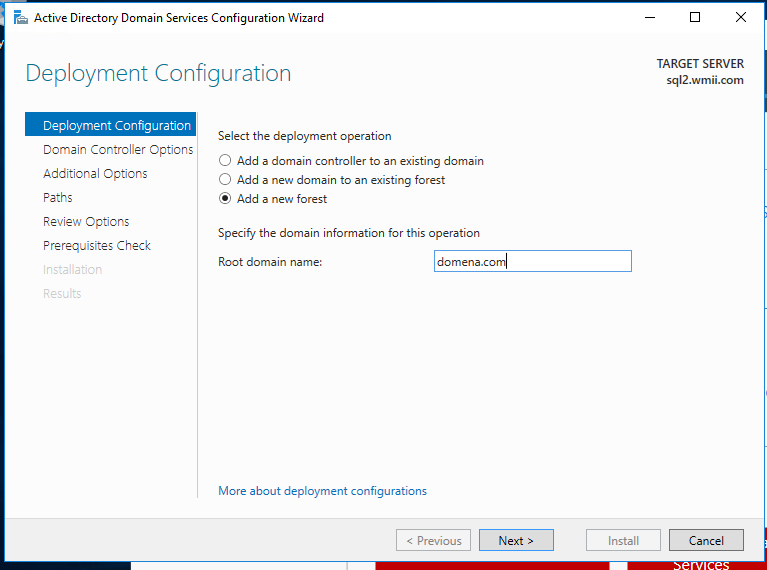 Active Directory Domain Services Configuration Wizard
Deployment Configuration
TARGET SERVER
sql2.wmii.com
Deployment Configuration
Domain Controller Options
Additional Options
Paths
Review Options
Prerequisites Check
Installation
Results
Select the deployment operation
Add a domain controller to an existing domain
Add a new domain to an existing forest
Add a new forest
Specify the domain information for this operation
Root domain name: domena.com
More about deployment configurations
< Previous
Next >
Install
Cancel
Services